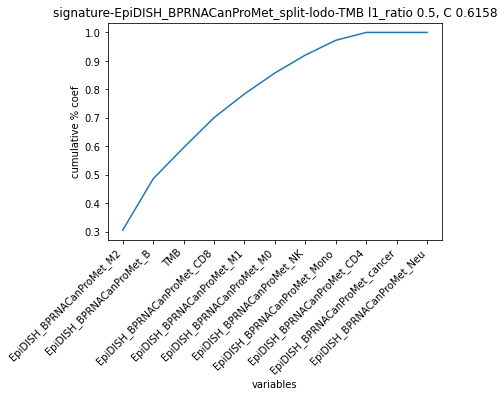 signature-EpiDISH_BPRNACanProMet_split-lodo-TMB l1_ratio 0.5, C 0.6158
1.0
0.9
0.8
0.7
0.6
0.5
0.4
0.3
cumulative % coef
EpiDISH_BPRNACanProMet_M2
EpiDISH_BPRNACanProMet_B
TMB
EpiDISH_BPRNACanProMet_CD8
EpiDISH_BPRNACanProMet_M1
EpiDISH_BPRNACanProMet_M0
EpiDISH_BPRNACanProMet_NK
EpiDISH_BPRNACanProMet_Mono
EpiDISH_BPRNACanProMet_CD4
EpiDISH_BPRNACanProMet_cancer
EpiDISH_BPRNACanProMet_Neu
variables